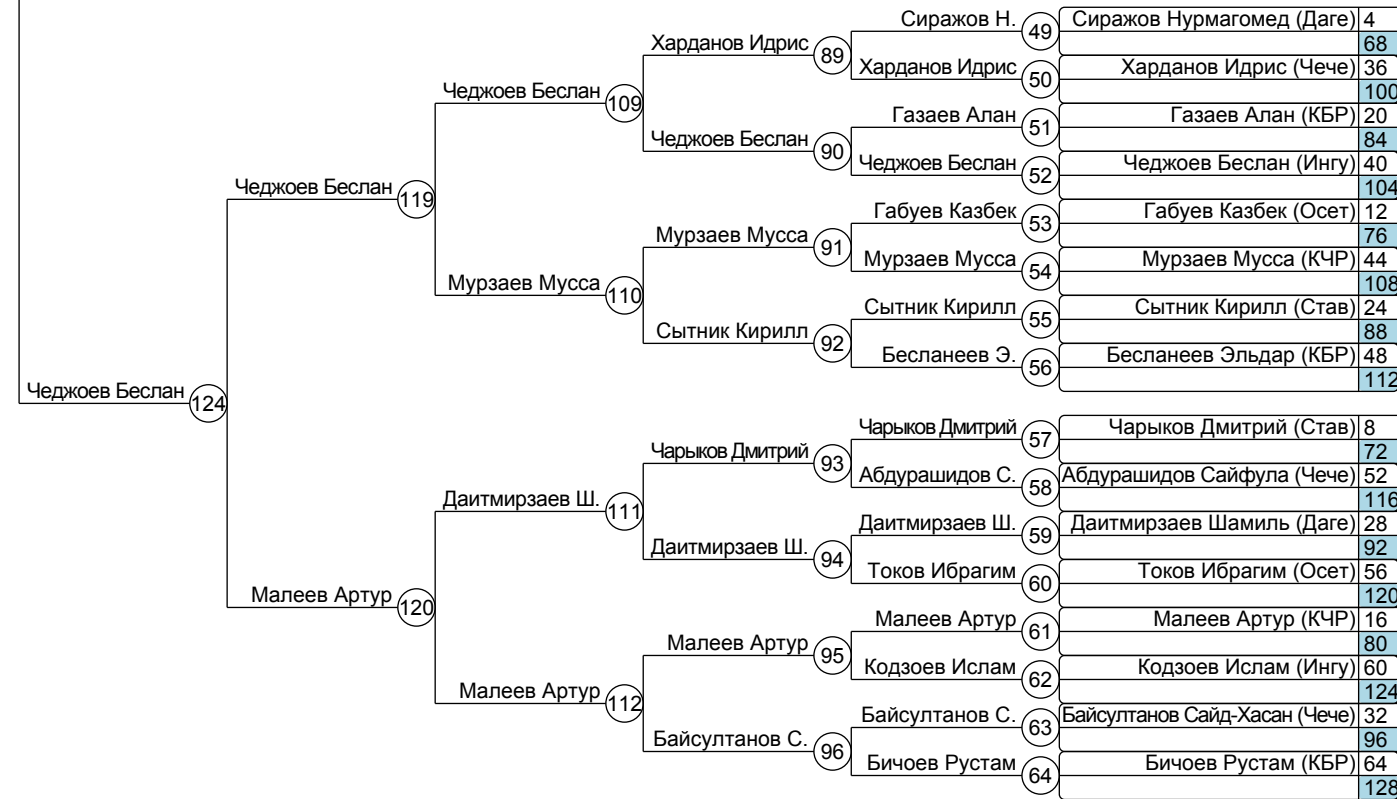 Сиражов Н. 49 Сиражов Нурмагомед (Даге) 4
68
Харданов Идрис 89
Харданов Идрис 50 Харданов Идрис (Чече) 36
100
Чеджоев Беслан 109
Газаев Алан 51 Газаев Алан (КБР) 20
84
Чеджоев Беслан 90
Чеджоев Беслан 52 Чеджоев Беслан (Ингу) 40
104
Чеджоев Беслан 119
Габуев Казбек 53 Габуев Казбек (Осет) 12
76
Мурзаев Мусса 91
Мурзаев Мусса 54 Мурзаев Мусса (КЧР) 44
108
Мурзаев Мусса 110
Сытник Кирилл 55 Сытник Кирилл (Став) 24
88
Сытник Кирилл 92
Бесланеев Э. 56 Бесланеев Эльдар (КБР) 48
112
Чеджоев Беслан 124
Чарыков Дмитрий 57 Чарыков Дмитрий (Став) 8
72
Чарыков Дмитрий 93
Абдурашидов С. 58 Абдурашидов Сайфула (Чече) 52
116
Даитмирзаев Ш. 111
Даитмирзаев Ш. 59 Даитмирзаев Шамиль (Даге) 28
92
Даитмирзаев Ш. 94
Токов Ибрагим 60 Токов Ибрагим (Осет) 56
120
Малеев Артур 120
Малеев Артур 61 Малеев Артур (КЧР) 16
80
Малеев Артур 95
Кодзоев Ислам 62 Кодзоев Ислам (Ингу) 60
124
Малеев Артур 112
Байсултанов С. 63 Байсултанов Сайд-Хасан (Чече) 32
96
Байсултанов С. 96
Бичоев Рустам 64 Бичоев Рустам (КБР) 64
128